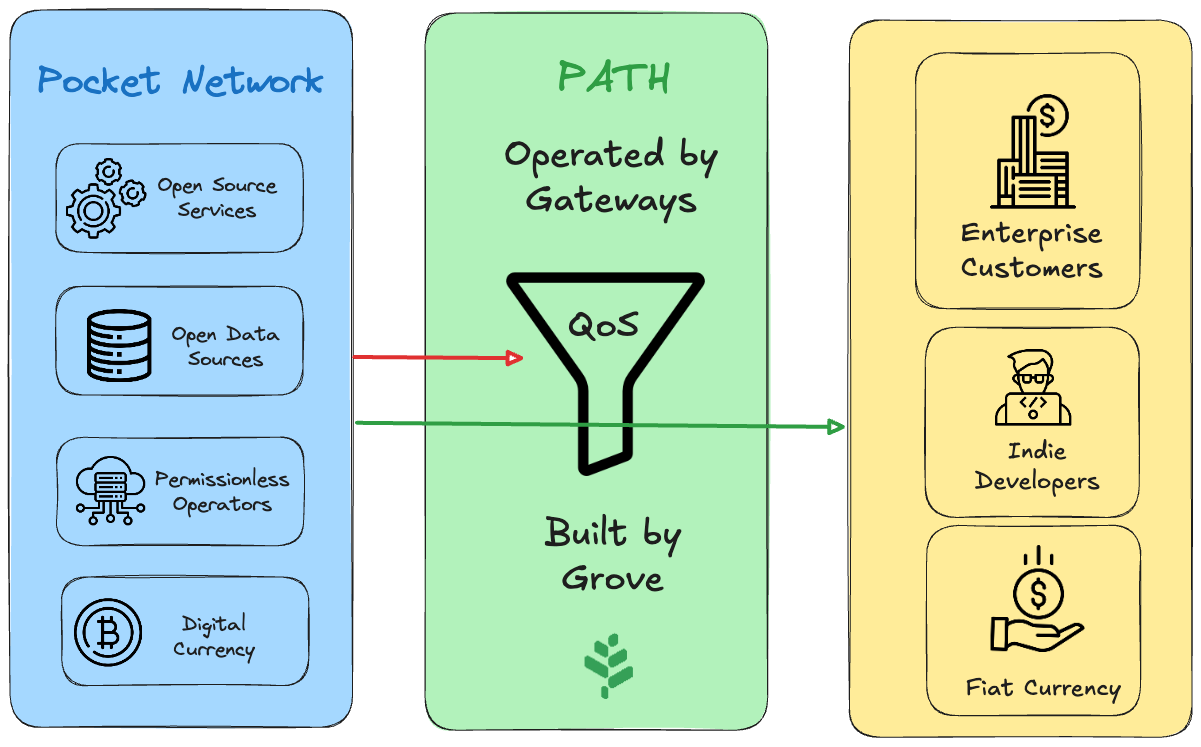 Pocket Network
Open Source
Services
Open Data
Sources
Permissionless
Operators
Digital
Currency
PATH
Operated by
Gateways
QoS
Built by
Grove
$
Enterprise
Customers
</>
Indie
Developers
$
Fiat Currency